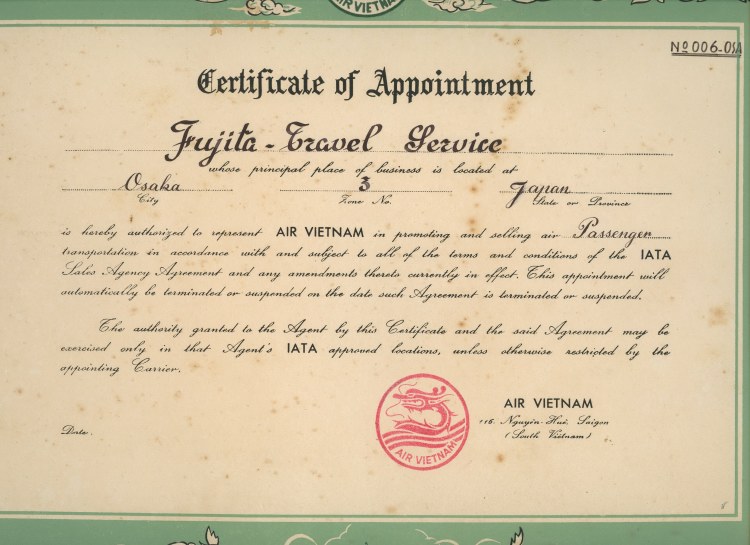 AIR VIETNAM
Nº 006-OSA
Certificate of Appointment
Fujita-Travel Service
whose principal place of business is located at
Osaka 3 Japan
City Zone No. State or Province
is hereby authorized to represent AIR VIETNAM in promoting and selling air Passenger
transportation in accordance with and subject to all of the terms and conditions of the IATA
Sales Agency Agreement and any amendments thereto currently in effect. This appointment will
automatically be terminated or suspended on the date such Agreement is terminated or suspended.
The authority granted to the Agent by this Certificate and the said Agreement may be
exercised only in that Agent's IATA approved locations, unless otherwise restricted by the
appointing Carrier.
AIR VIETNAM
AIR VIETNAM
116. Nguyên-Huê. Saigon
(South Vietnam)
Date.